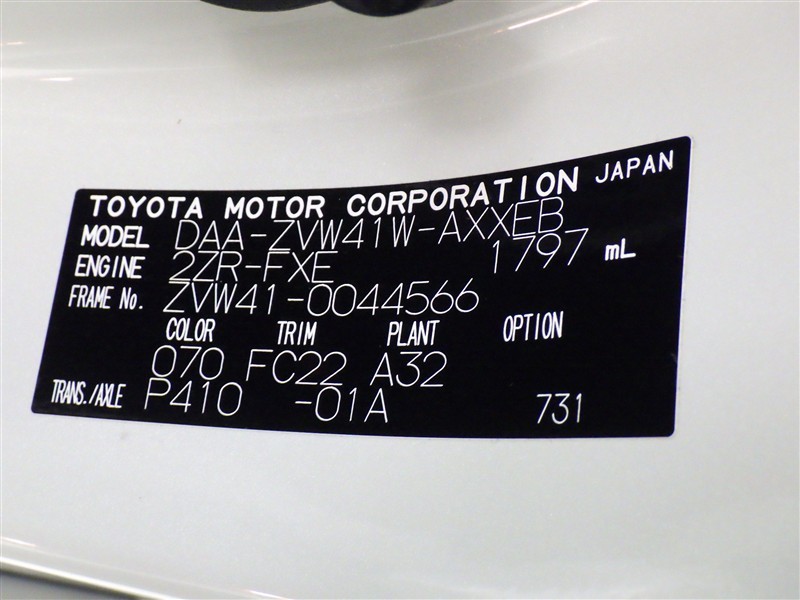 TOYOTA MOTOR CORPORATION JAPAN
MODEL DAA-ZVW41W-AXXEB
ENGINE 2ZR-FXE 1797 mL
FRAME No. ZVW41-0044566
COLOR TRIM PLANT OPTION
070 FC22 A32
TRANS./AXLE P410 -01A 731